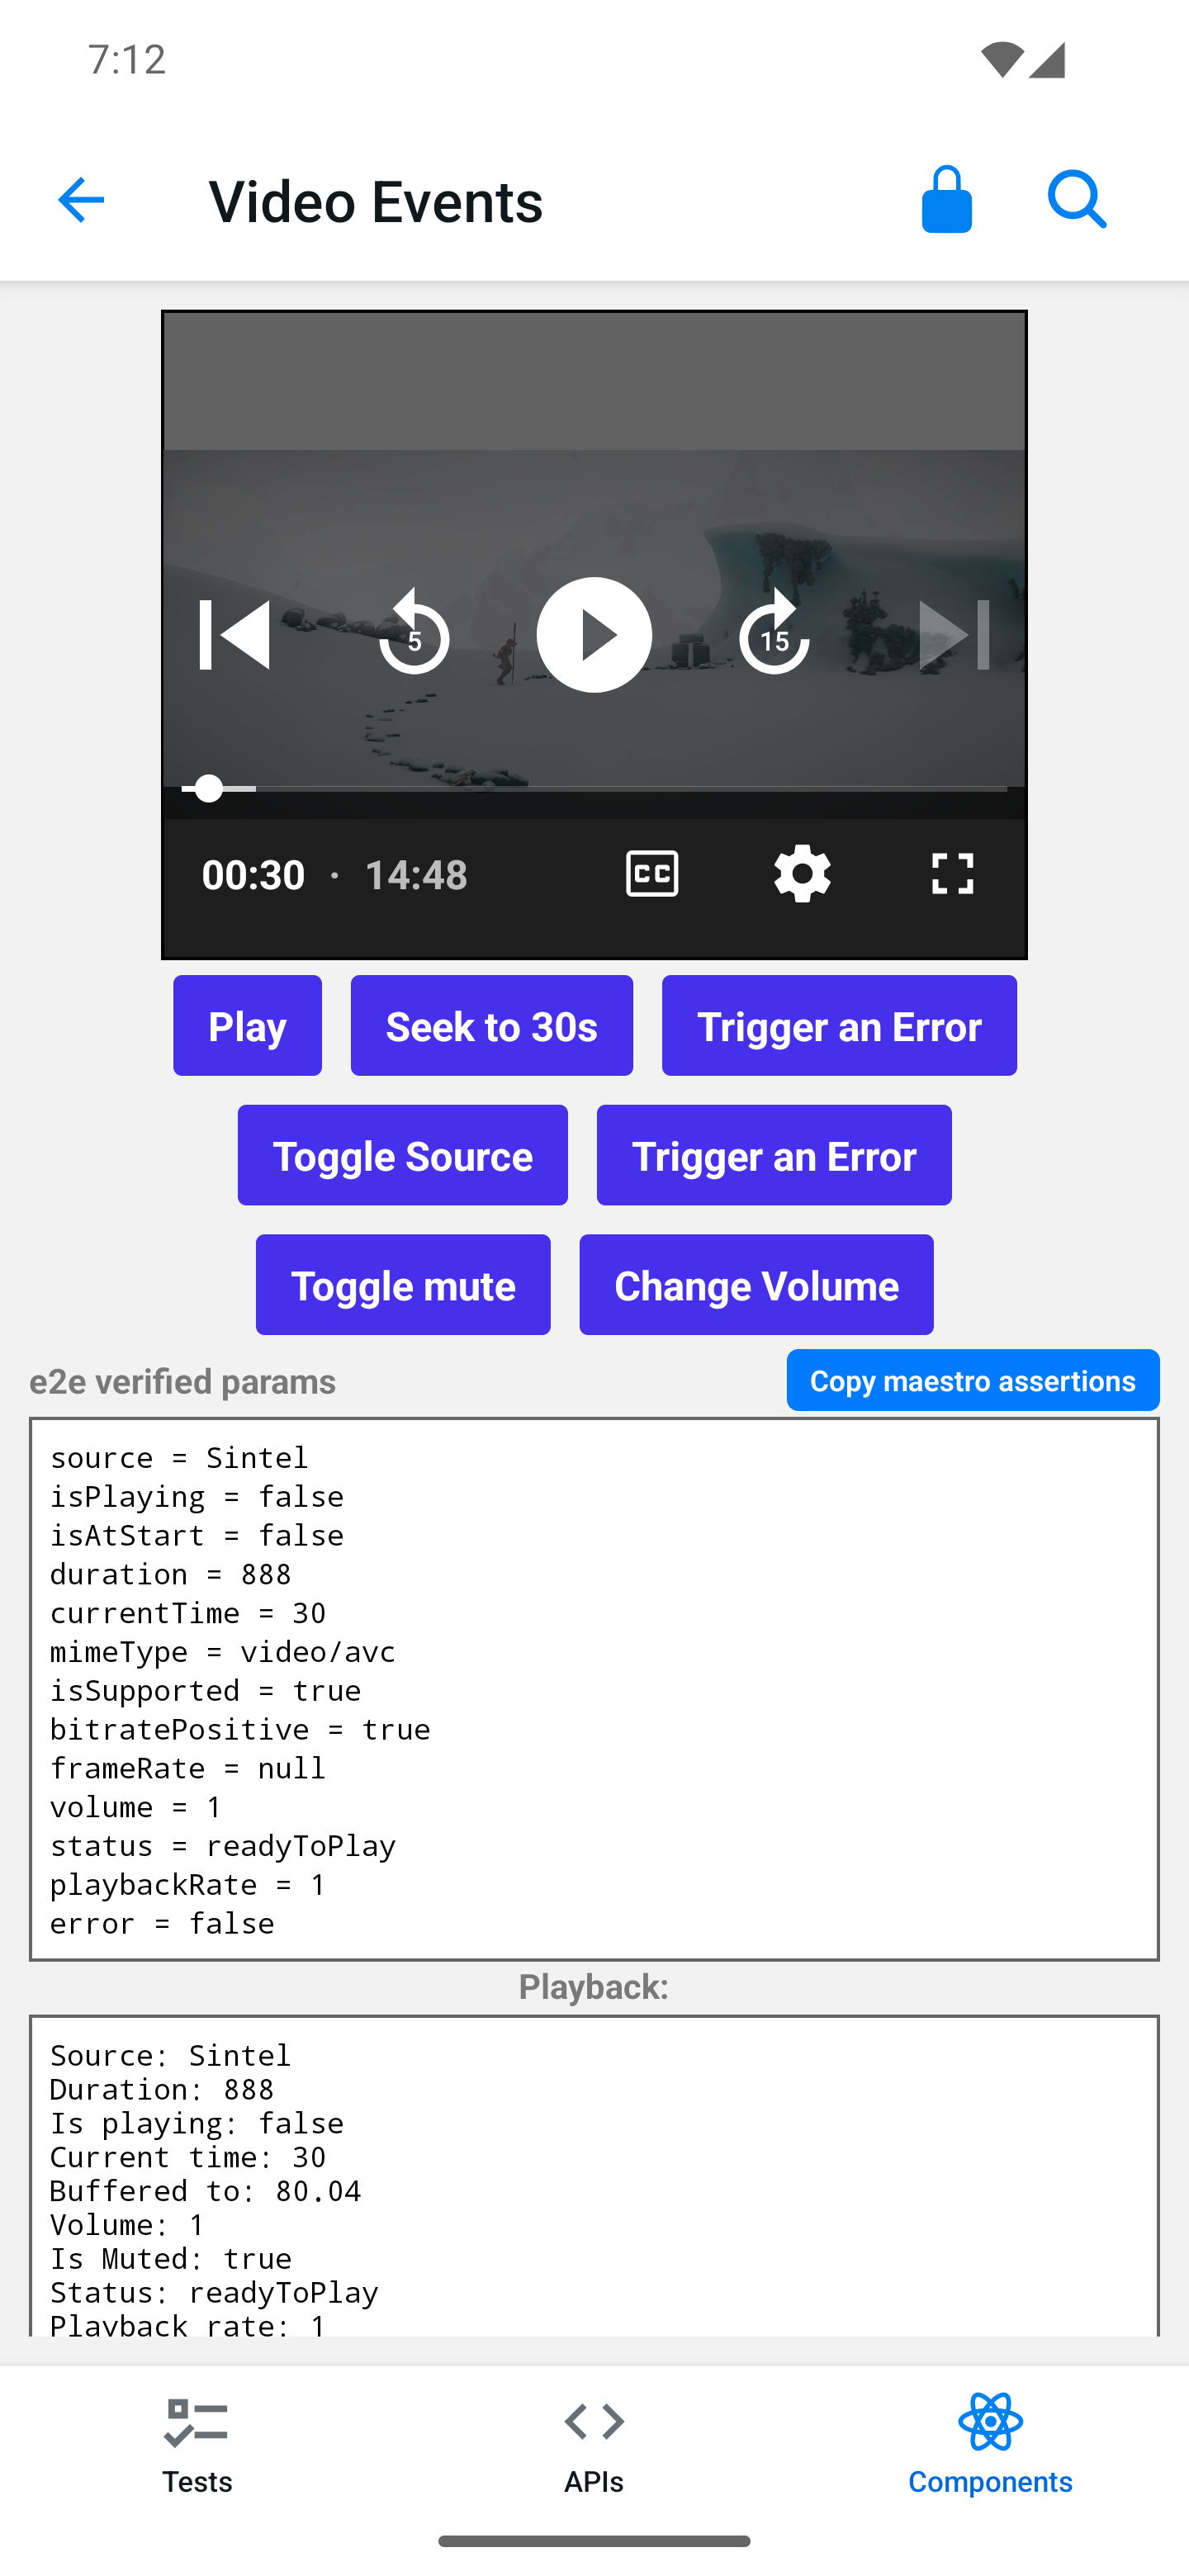 7:12
Video Events
5
15
00:30 · 14:48
CC
Play
Seek to 30s
Trigger an Error
Toggle Source
Trigger an Error
Toggle mute
Change Volume
e2e verified params
Copy maestro assertions
source = Sintel
isPlaying = false
isAtStart = false
duration = 888
currentTime = 30
mimeType = video/avc
isSupported = true
bitratePositive = true
frameRate = null
volume = 1
status = readyToPlay
playbackRate = 1
error = false
Playback:
Source: Sintel
Duration: 888
Is playing: false
Current time: 30
Buffered to: 80.04
Volume: 1
Is Muted: true
Status: readyToPlay
Playback rate: 1
Tests
APIs
Components